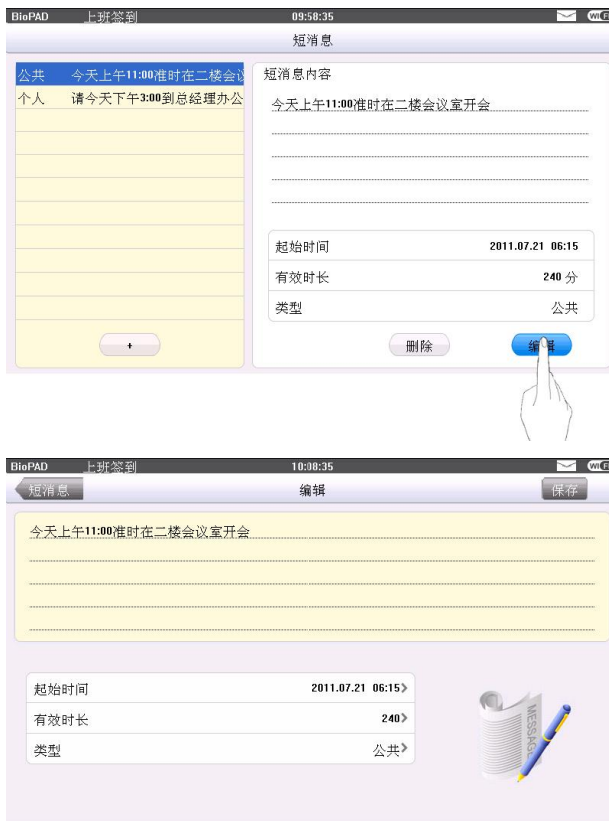 BioPAD 上班签到 09:58:35 WiFi
短消息
公共 今天上午11:00准时在二楼会议
个人 请今天下午3:00到总经理办公
+
短消息内容
今天上午11:00准时在二楼会议室开会
起始时间 2011.07.21 06:15
有效时长 240 分
类型 公共
删除 编辑
BioPAD 上班签到 10:08:35 WiFi
短消息 编辑 保存
今天上午11:00准时在二楼会议室开会
起始时间 2011.07.21 06:15>
有效时长 240>
类型 公共>
MESSAGE